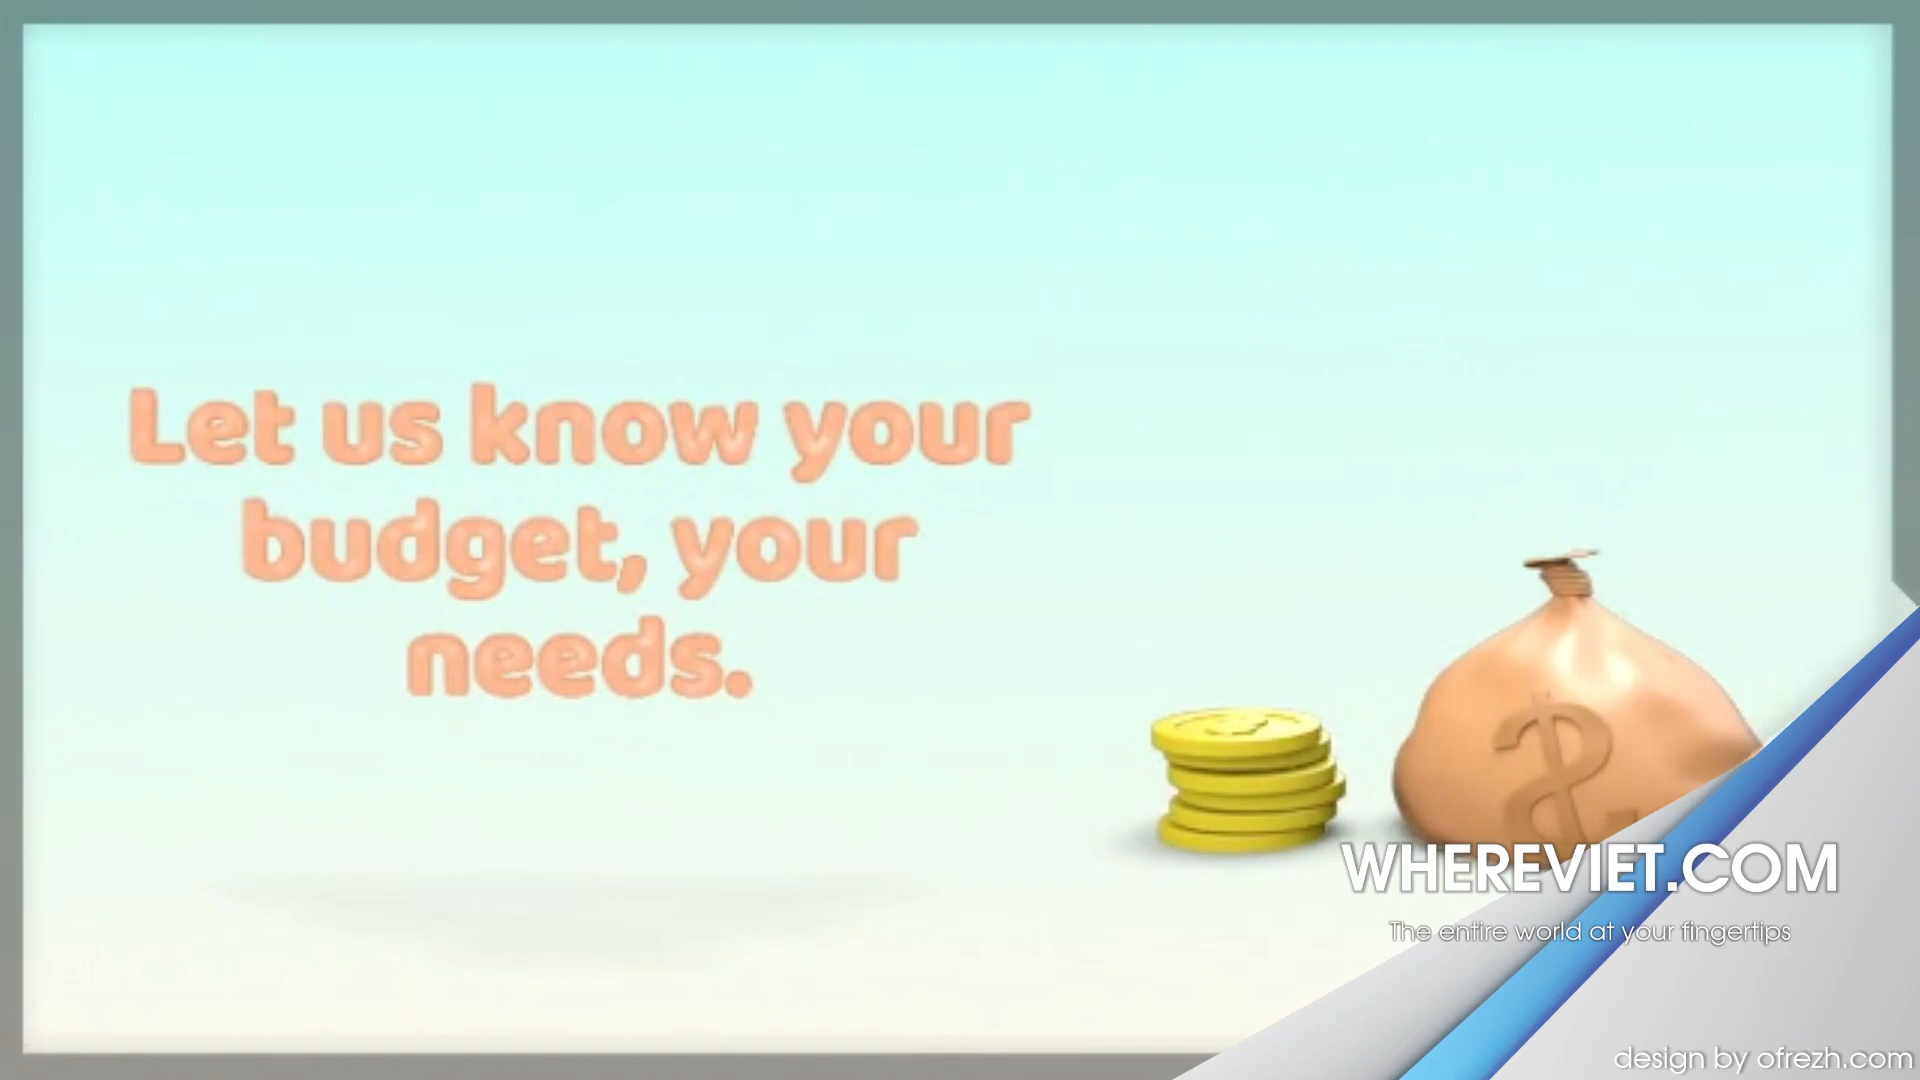 Let us know your
budget, your
needs.
WHEREVIET.COM
The entire world at your fingertips
design by ofrezh.com